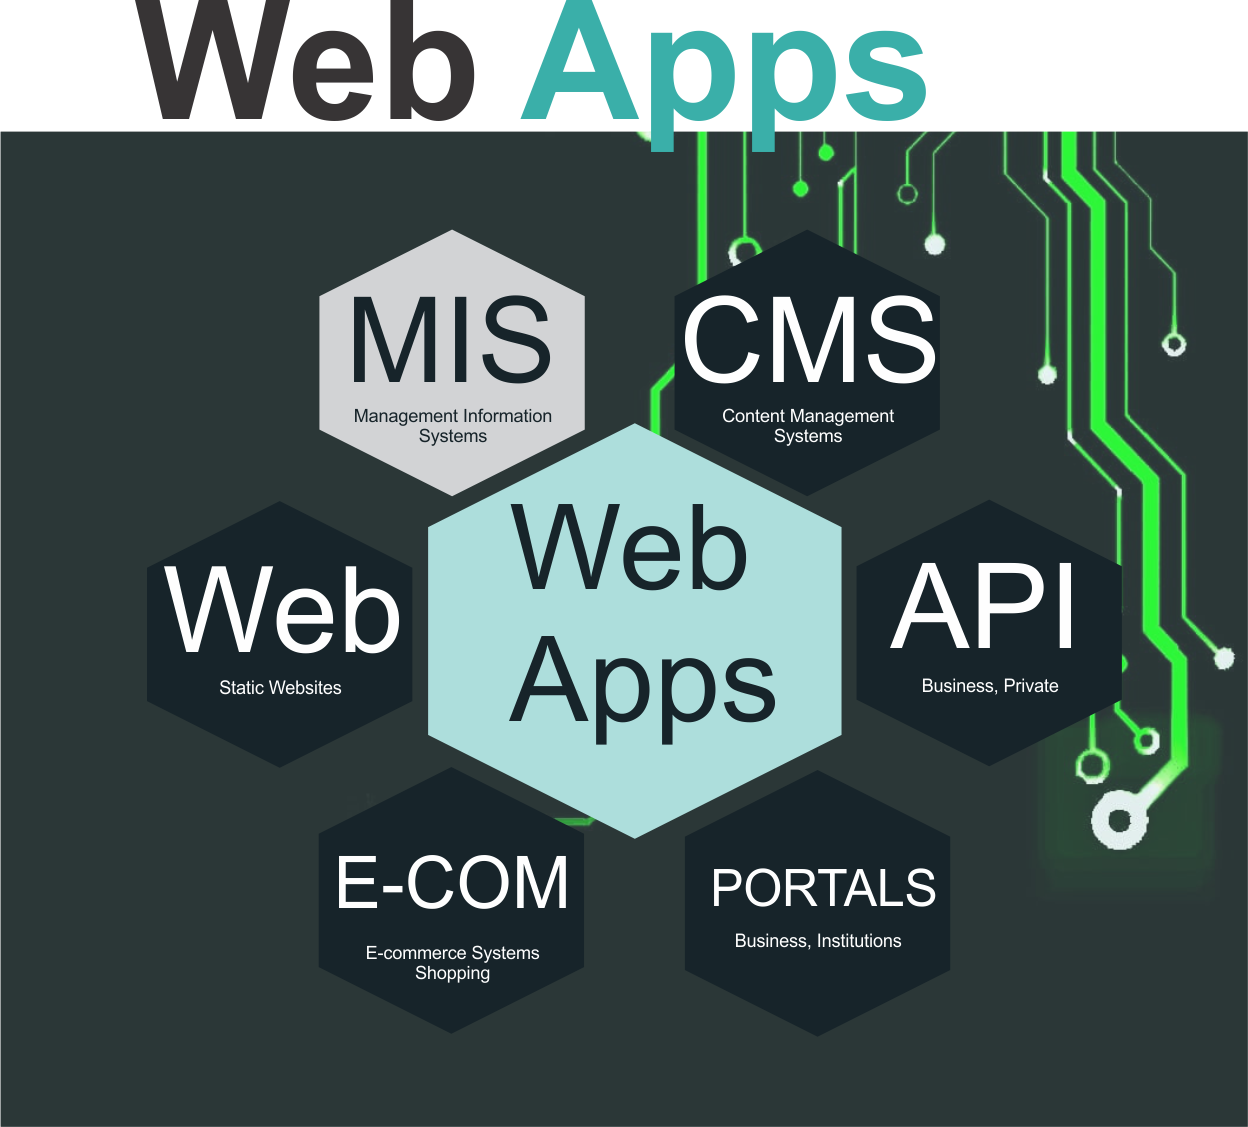 Web Apps
MIS
Management Information
Systems
CMS
Content Management
Systems
Web
Static Websites
Web
Apps
API
Business, Private
E-COM
E-commerce Systems
Shopping
PORTALS
Business, Institutions